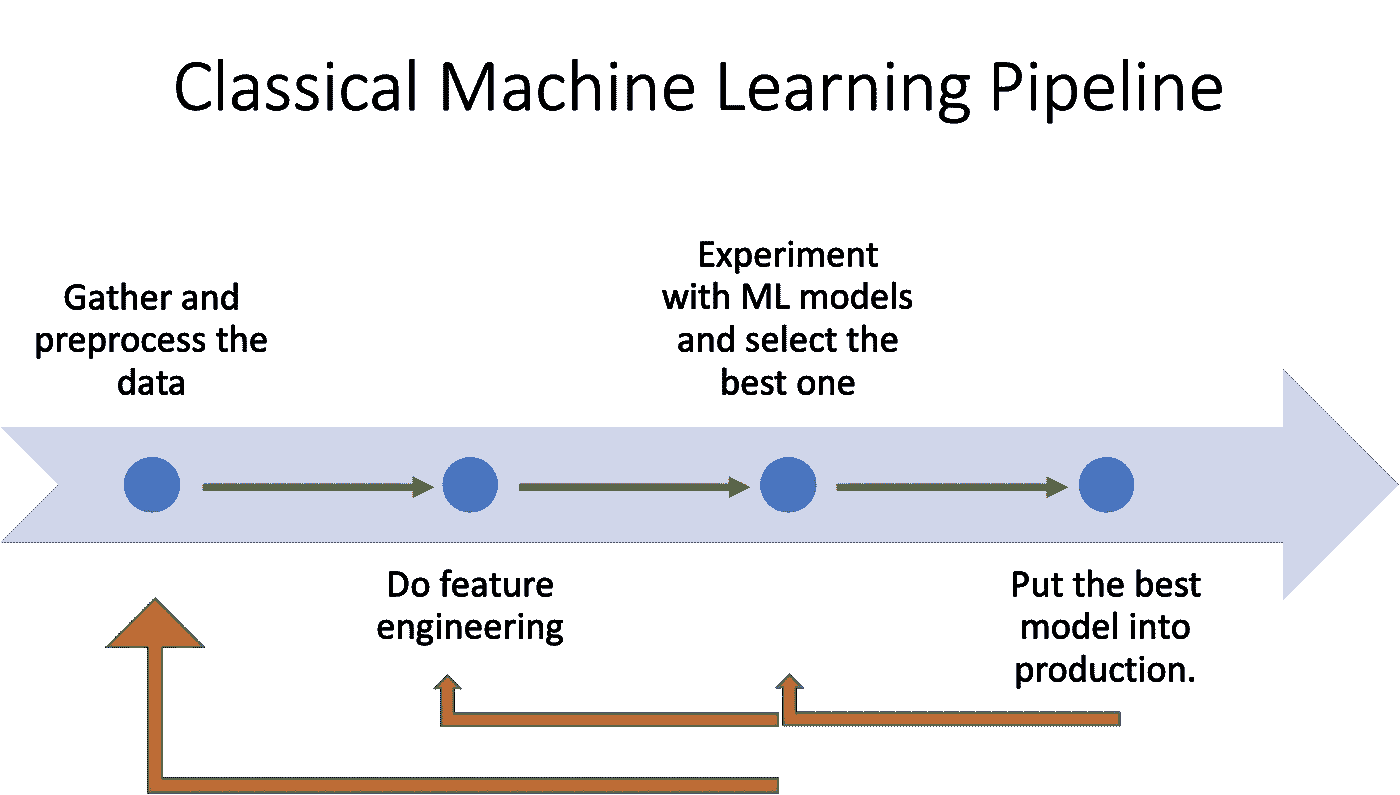 Classical Machine Learning Pipeline
Gather and
preprocess the
data
Experiment
with ML models
and select the
best one
Do feature
engineering
Put the best
model into
production.